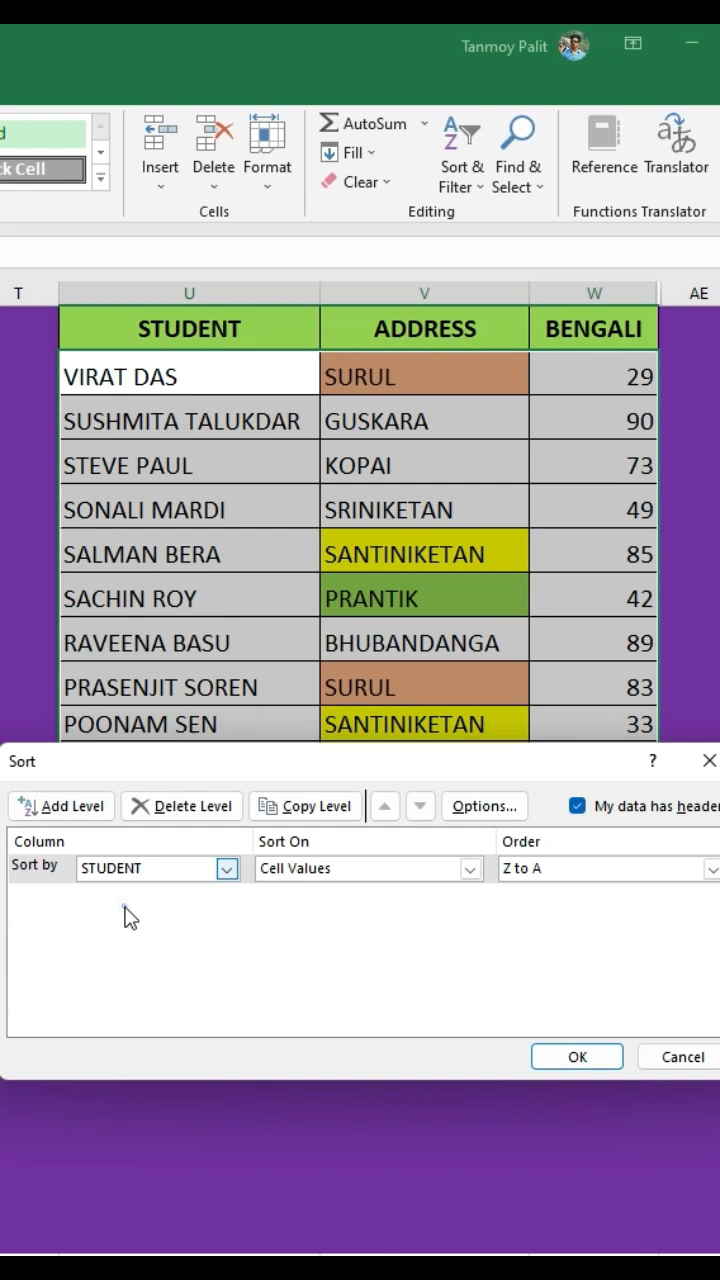 Tanmoy Palit
d
ck Cell
Insert
Delete
Format
Cells
AutoSum
Fill
Clear
Sort & Filter
Find & Select
Editing
Reference
Translator
Functions
Translator
T U V W AE
STUDENT ADDRESS BENGALI
VIRAT DAS SURUL 29
SUSHMITA TALUKDAR GUSKARA 90
STEVE PAUL KOPAI 73
SONALI MARDI SRINIKETAN 49
SALMAN BERA SANTINIKETAN 85
SACHIN ROY PRANTIK 42
RAVEENA BASU BHUBANDANGA 89
PRASENJIT SOREN SURUL 83
POONAM SEN SANTINIKETAN 33
Sort ?
Add Level Delete Level Copy Level Options... My data has header
Column Sort On Order
Sort by STUDENT Cell Values Z to A
OK Cancel